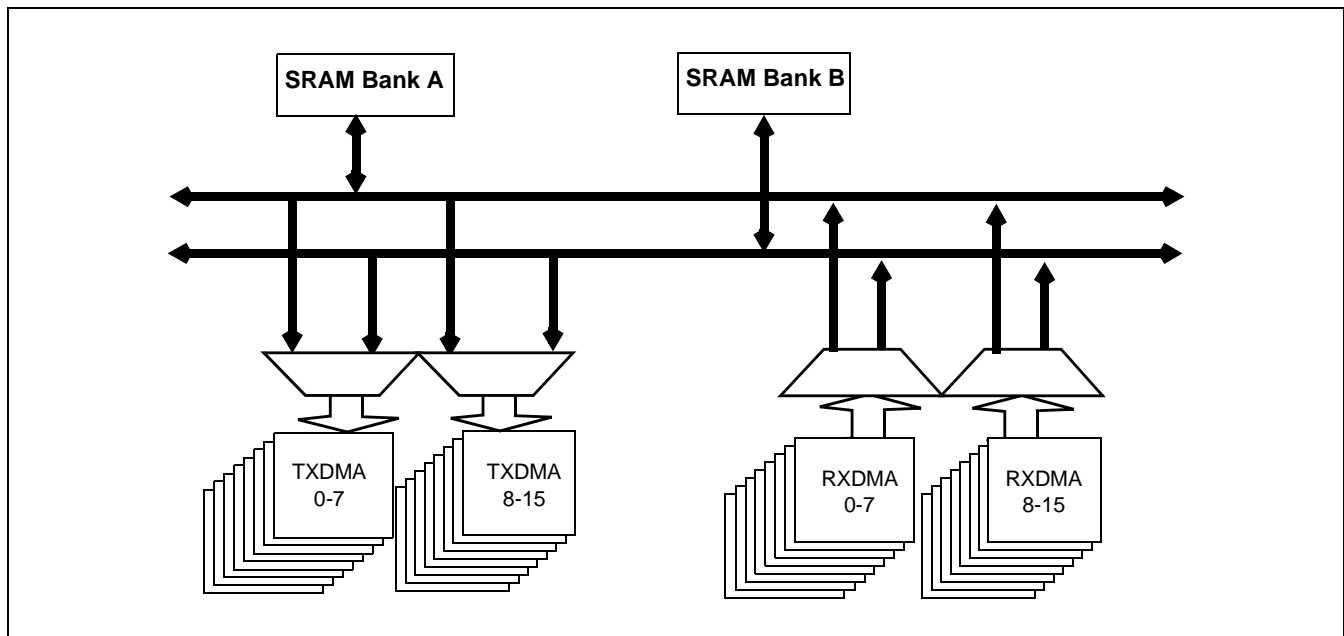 SRAM Bank A
SRAM Bank B
TXDMA
0-7
TXDMA
8-15
RXDMA
0-7
RXDMA
8-15